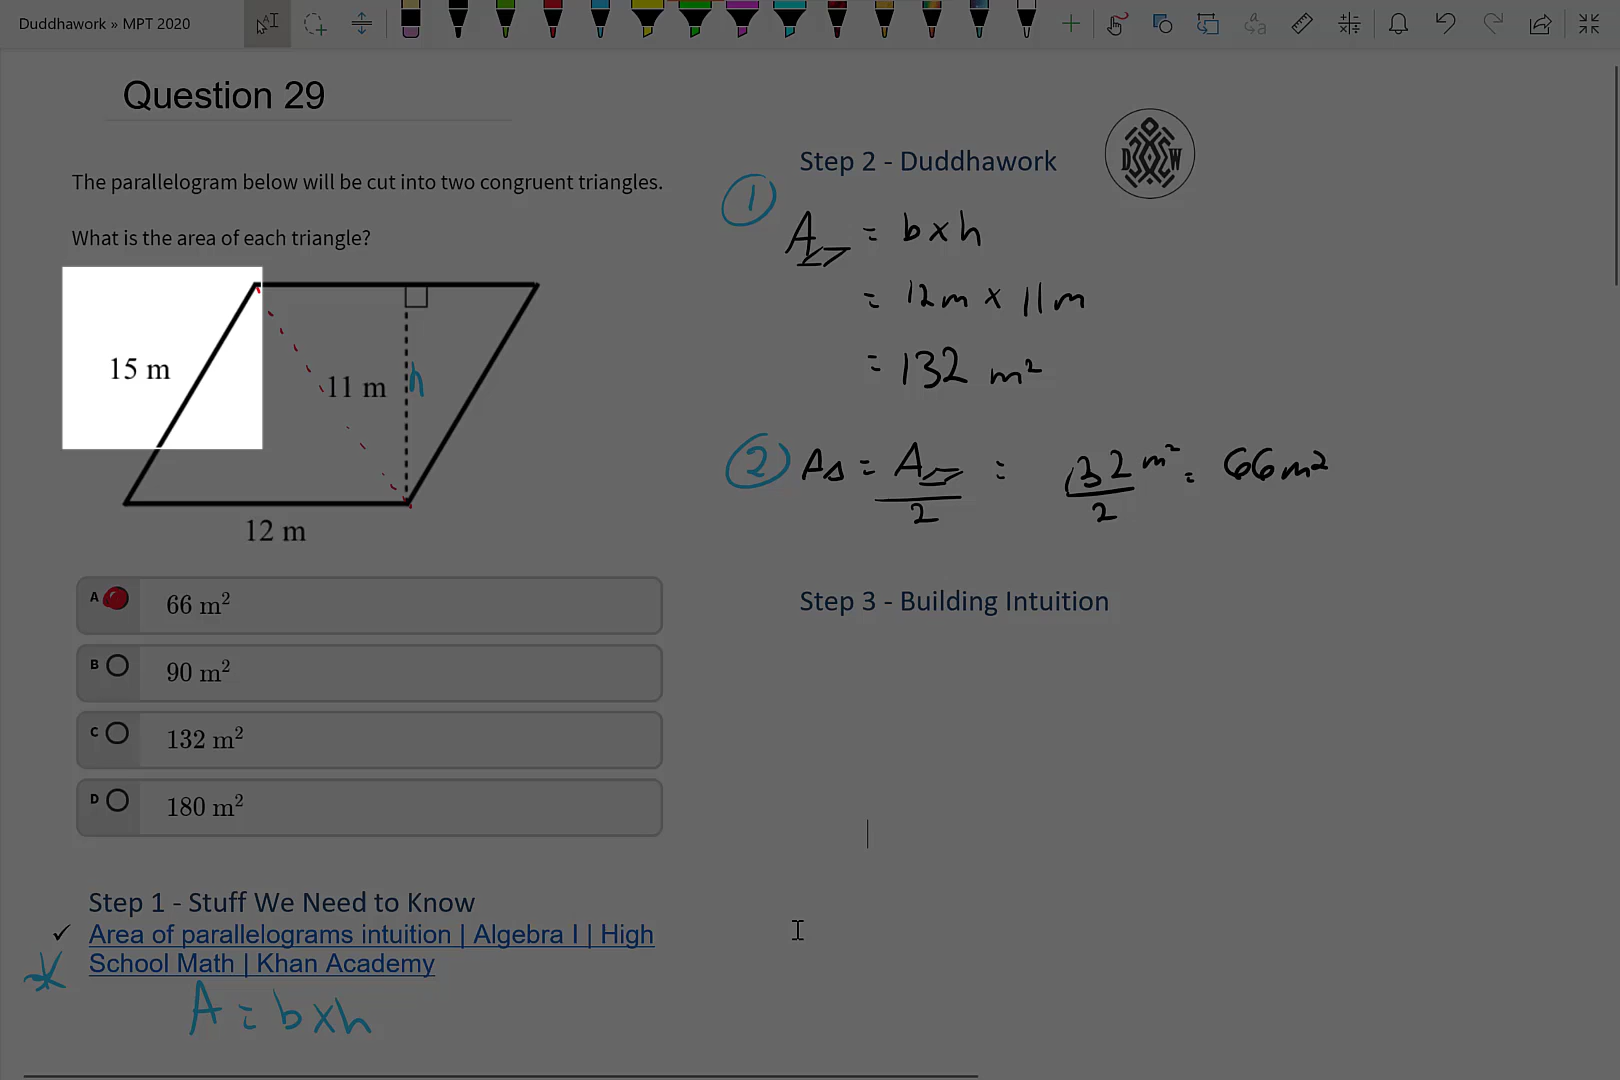 Duddhawork » MPT 2020
Question 29
The parallelogram below will be cut into two congruent triangles.
What is the area of each triangle?
15 m
11 m
h
12 m
A 66 m²
B 90 m²
C 132 m²
D 180 m²
Step 1 - Stuff We Need to Know
✓ Area of parallelograms intuition | Algebra I | High
School Math | Khan Academy
A = b x h
Step 2 - Duddhawork
D W
① A▱ = b x h
= 12m x 11m
= 132 m²
② A△ = A▱/2 = 132/2 m² = 66m²
Step 3 - Building Intuition